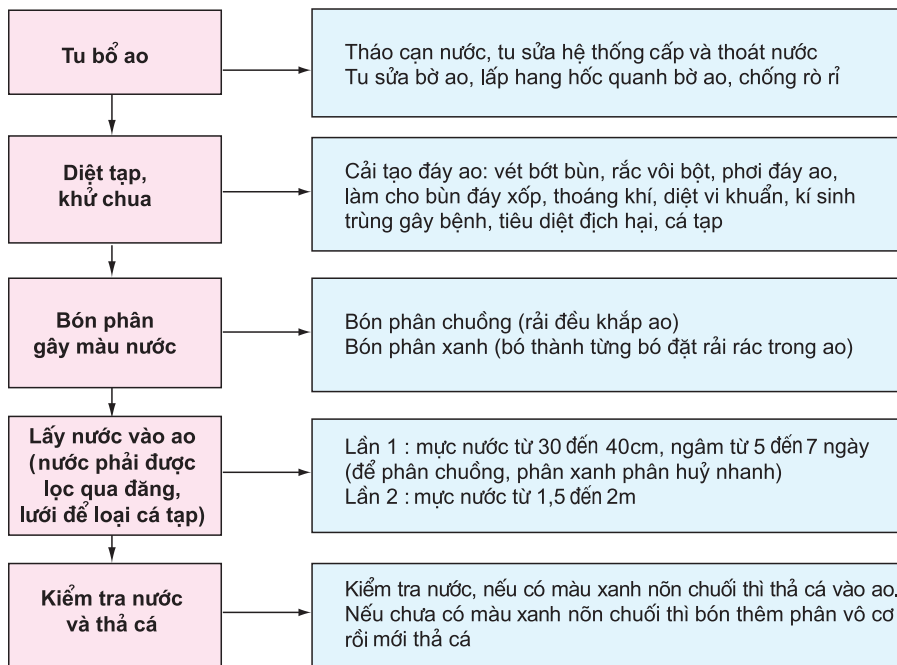 Tu bổ ao
Tháo cạn nước, tu sửa hệ thống cấp và thoát nước
Tu sửa bờ ao, lấp hang hốc quanh bờ ao, chống rò rỉ
Diệt tạp,
khử chua
Cải tạo đáy ao: vét bớt bùn, rắc vôi bột, phơi đáy ao,
làm cho bùn đáy xốp, thoáng khí, diệt vi khuẩn, kí sinh
trùng gây bệnh, tiêu diệt địch hại, cá tạp
Bón phân
gây màu nước
Bón phân chuồng (rải đều khắp ao)
Bón phân xanh (bó thành từng bó đặt rải rác trong ao)
Lấy nước vào ao
(nước phải được
lọc qua đăng,
lưới để loại cá tạp)
Lần 1 : mực nước từ 30 đến 40cm, ngâm từ 5 đến 7 ngày
(để phân chuồng, phân xanh phân huỷ nhanh)
Lần 2 : mực nước từ 1,5 đến 2m
Kiểm tra nước
và thả cá
Kiểm tra nước, nếu có màu xanh nõn chuối thì thả cá vào ao.
Nếu chưa có màu xanh nõn chuối thì bón thêm phân vô cơ
rồi mới thả cá